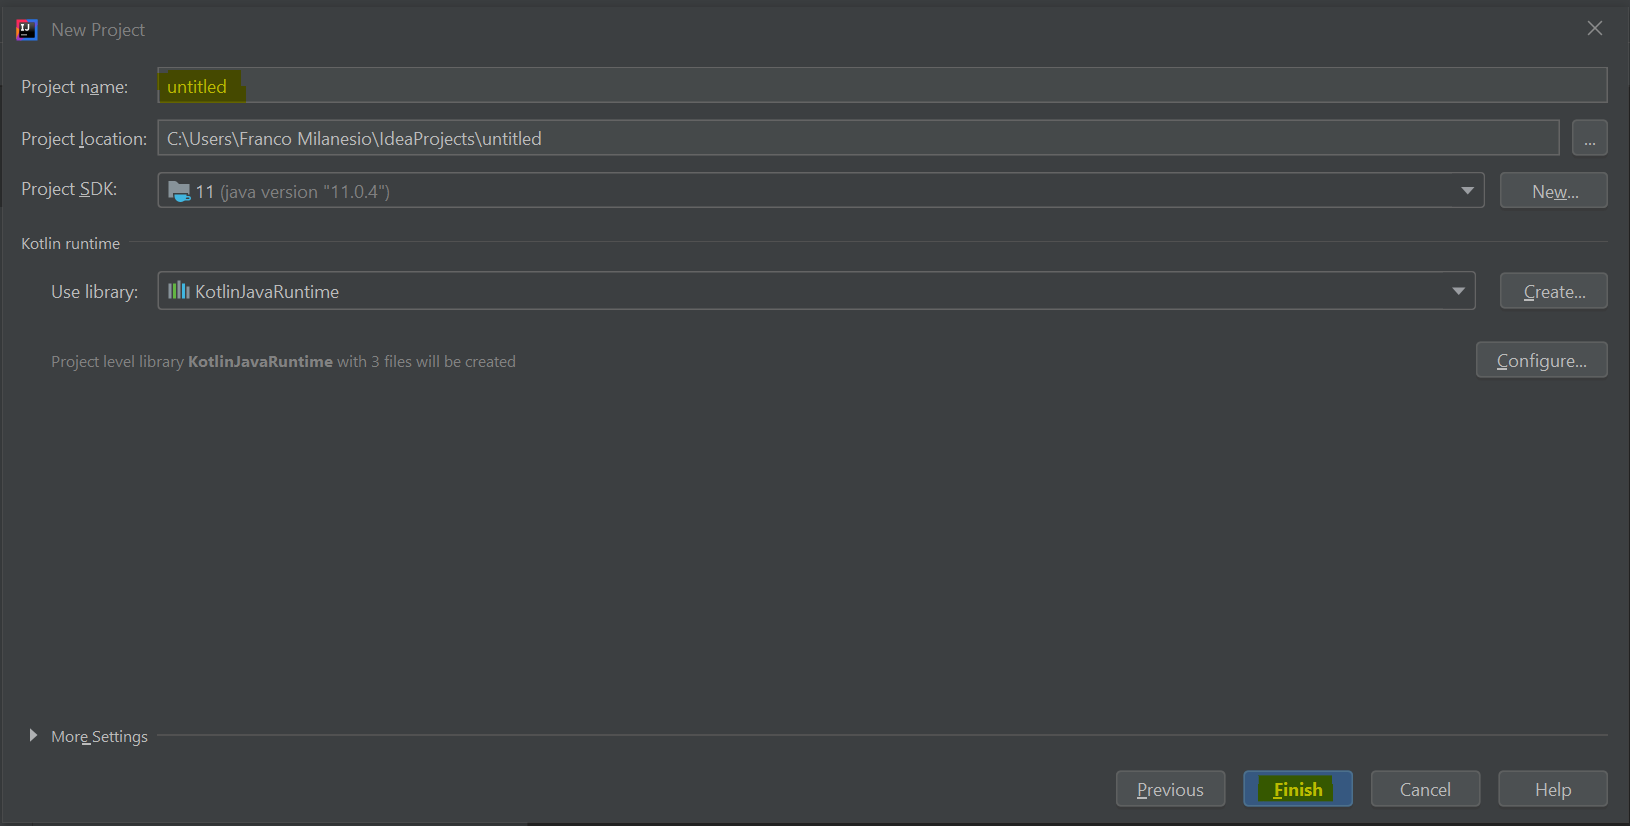 IJ
New Project
Project name: untitled
Project location: C:\Users\Franco Milanesio\IdeaProjects\untitled ...
Project SDK: 11 (java version "11.0.4") New...
Kotlin runtime
Use library: KotlinJavaRuntime Create...
Project level library KotlinJavaRuntime with 3 files will be created Configure...
More Settings
Previous Finish Cancel Help